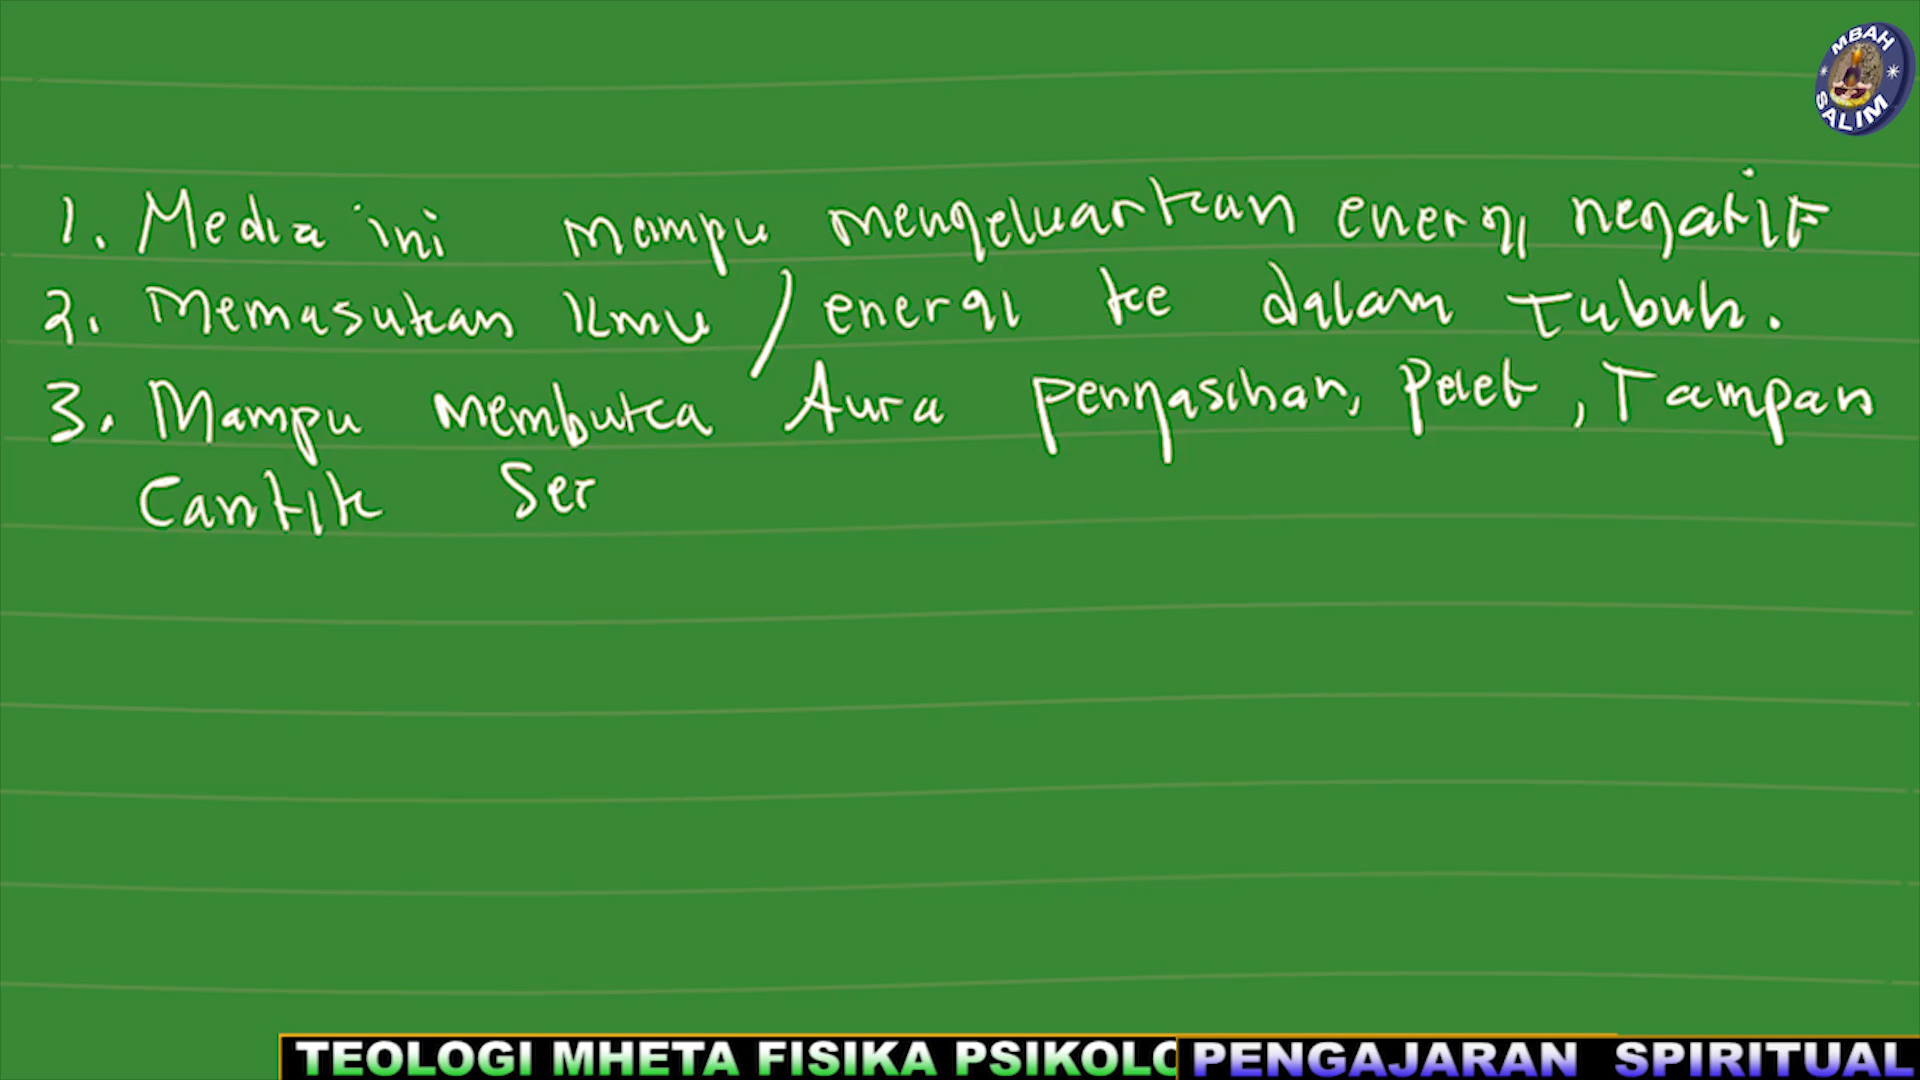 MBAH
SALIM
1. Media ini mampu mengeluarkan energi negatif
2. Memasukan Ilmu / energi ke dalam Tubuh.
3. Mampu membuka Aura pengasihan, Pelet, Tampan
Cantik Ser
TEOLOGI MHETA FISIKA PSIKOLO PENGAJARAN SPIRITUAL